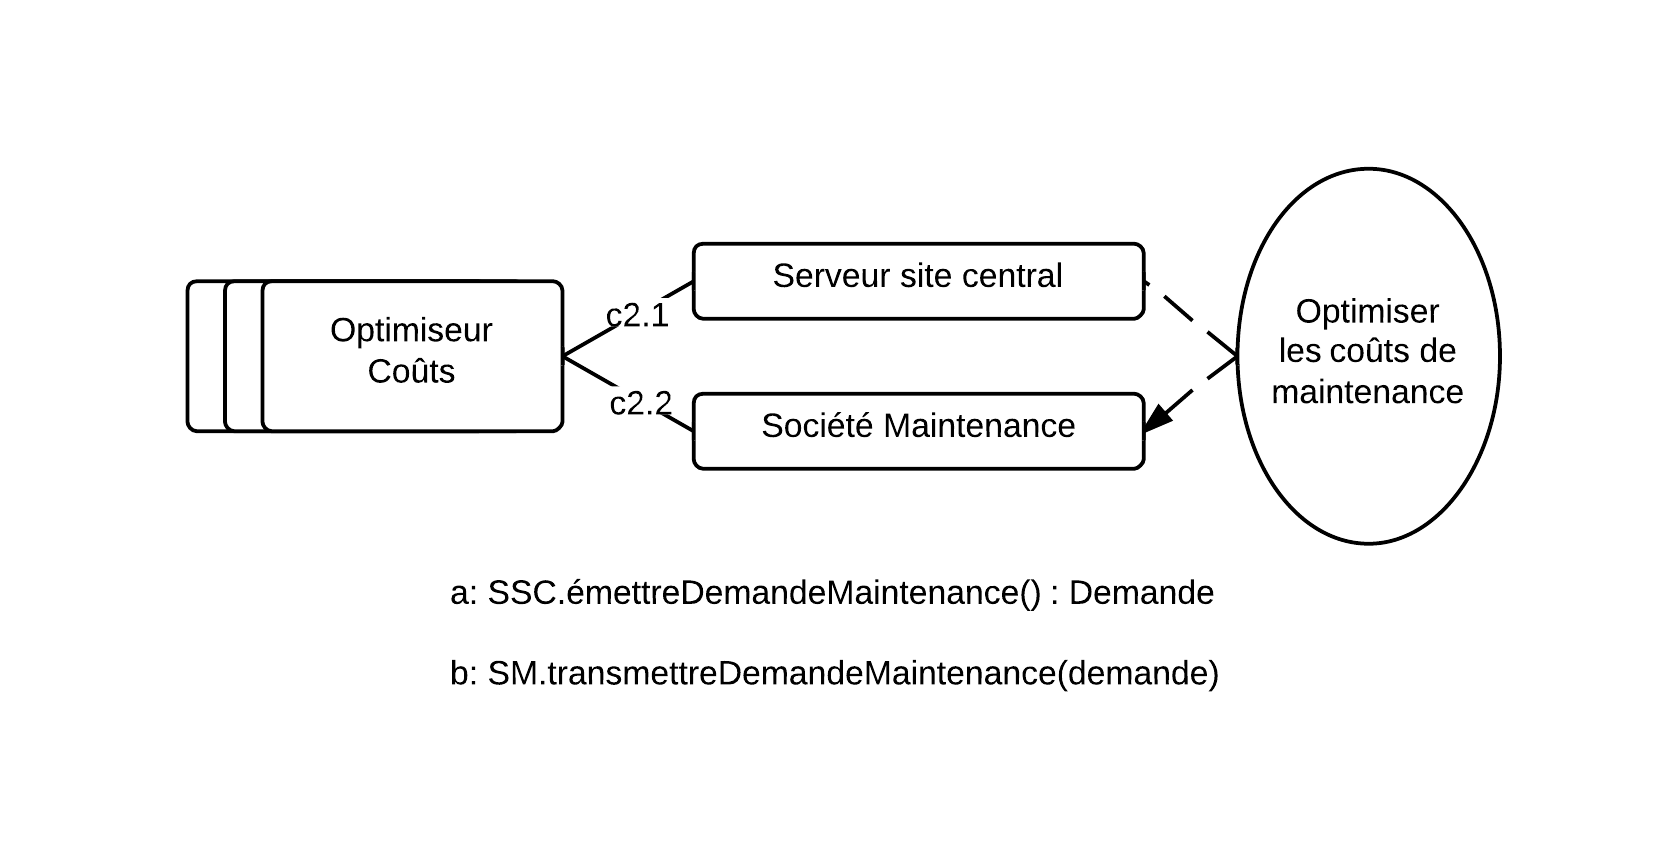 Optimiseur
Coûts
c2.1
c2.2
Serveur site central
Société Maintenance
Optimiser
les coûts de
maintenance
a: SSC.émettreDemandeMaintenance() : Demande
b: SM.transmettreDemandeMaintenance(demande)